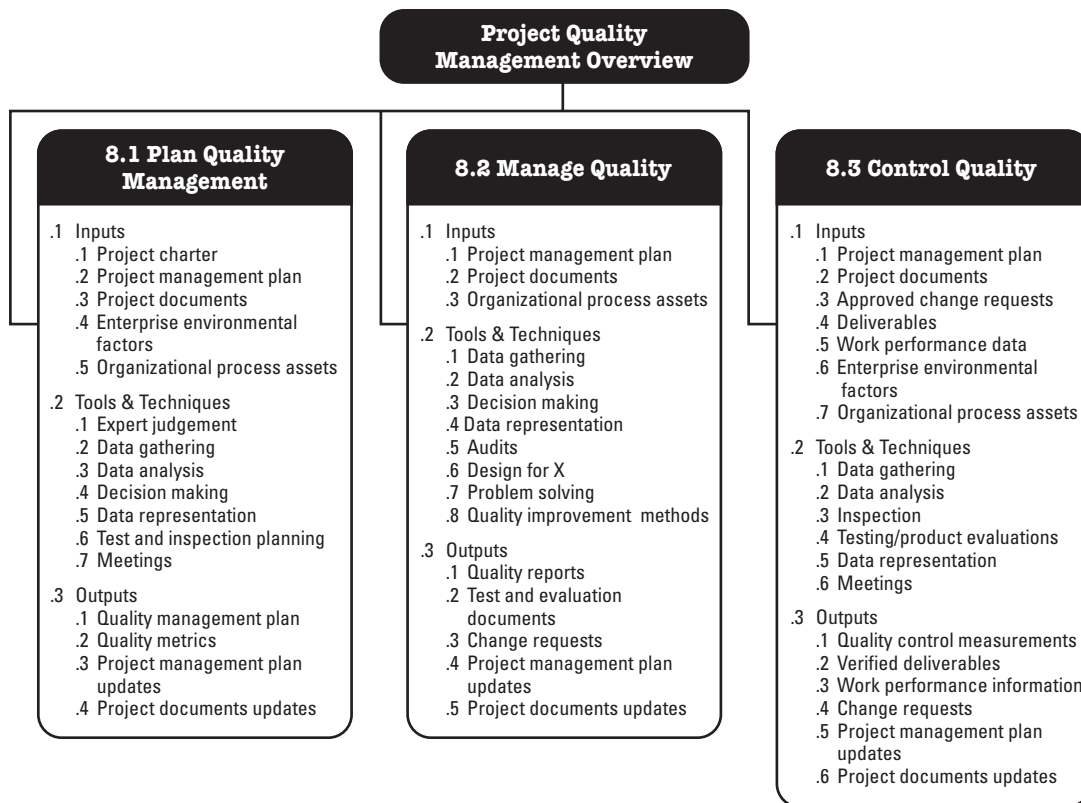 Project Quality
Management Overview
8.1 Plan Quality
Management
.1 Inputs
.1 Project charter
.2 Project management plan
.3 Project documents
.4 Enterprise environmental
factors
.5 Organizational process assets
.2 Tools & Techniques
.1 Expert judgement
.2 Data gathering
.3 Data analysis
.4 Decision making
.5 Data representation
.6 Test and inspection planning
.7 Meetings
.3 Outputs
.1 Quality management plan
.2 Quality metrics
.3 Project management plan
updates
.4 Project documents updates
8.2 Manage Quality
.1 Inputs
.1 Project management plan
.2 Project documents
.3 Organizational process assets
.2 Tools & Techniques
.1 Data gathering
.2 Data analysis
.3 Decision making
.4 Data representation
.5 Audits
.6 Design for X
.7 Problem solving
.8 Quality improvement methods
.3 Outputs
.1 Quality reports
.2 Test and evaluation
documents
.3 Change requests
.4 Project management plan
updates
.5 Project documents updates
8.3 Control Quality
.1 Inputs
.1 Project management plan
.2 Project documents
.3 Approved change requests
.4 Deliverables
.5 Work performance data
.6 Enterprise environmental
factors
.7 Organizational process assets
.2 Tools & Techniques
.1 Data gathering
.2 Data analysis
.3 Inspection
.4 Testing/product evaluations
.5 Data representation
.6 Meetings
.3 Outputs
.1 Quality control measurements
.2 Verified deliverables
.3 Work performance information
.4 Change requests
.5 Project management plan
updates
.6 Project documents updates